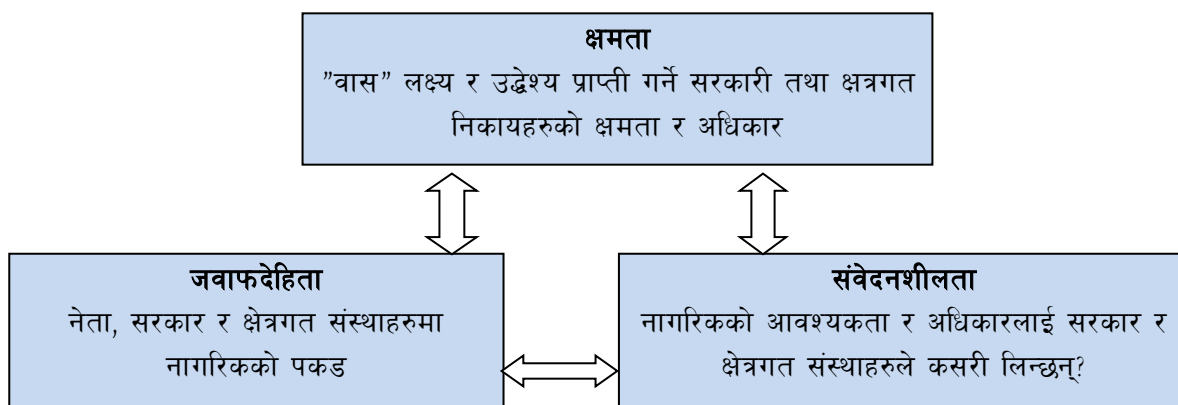 क्षमता
”वास” लक्ष्य र उद्धेश्य प्राप्ती गर्ने सरकारी तथा क्षत्रगत
निकायहरुको क्षमता र अधिकार
जवाफदेहिता
नेता, सरकार र क्षेत्रगत संस्थाहरुमा
नागरिकको पकड
संवेदनशीलता
नागरिकको आवश्यकता र अधिकारलाई सरकार र
क्षेत्रगत संस्थाहरुले कसरी लिन्छन्?